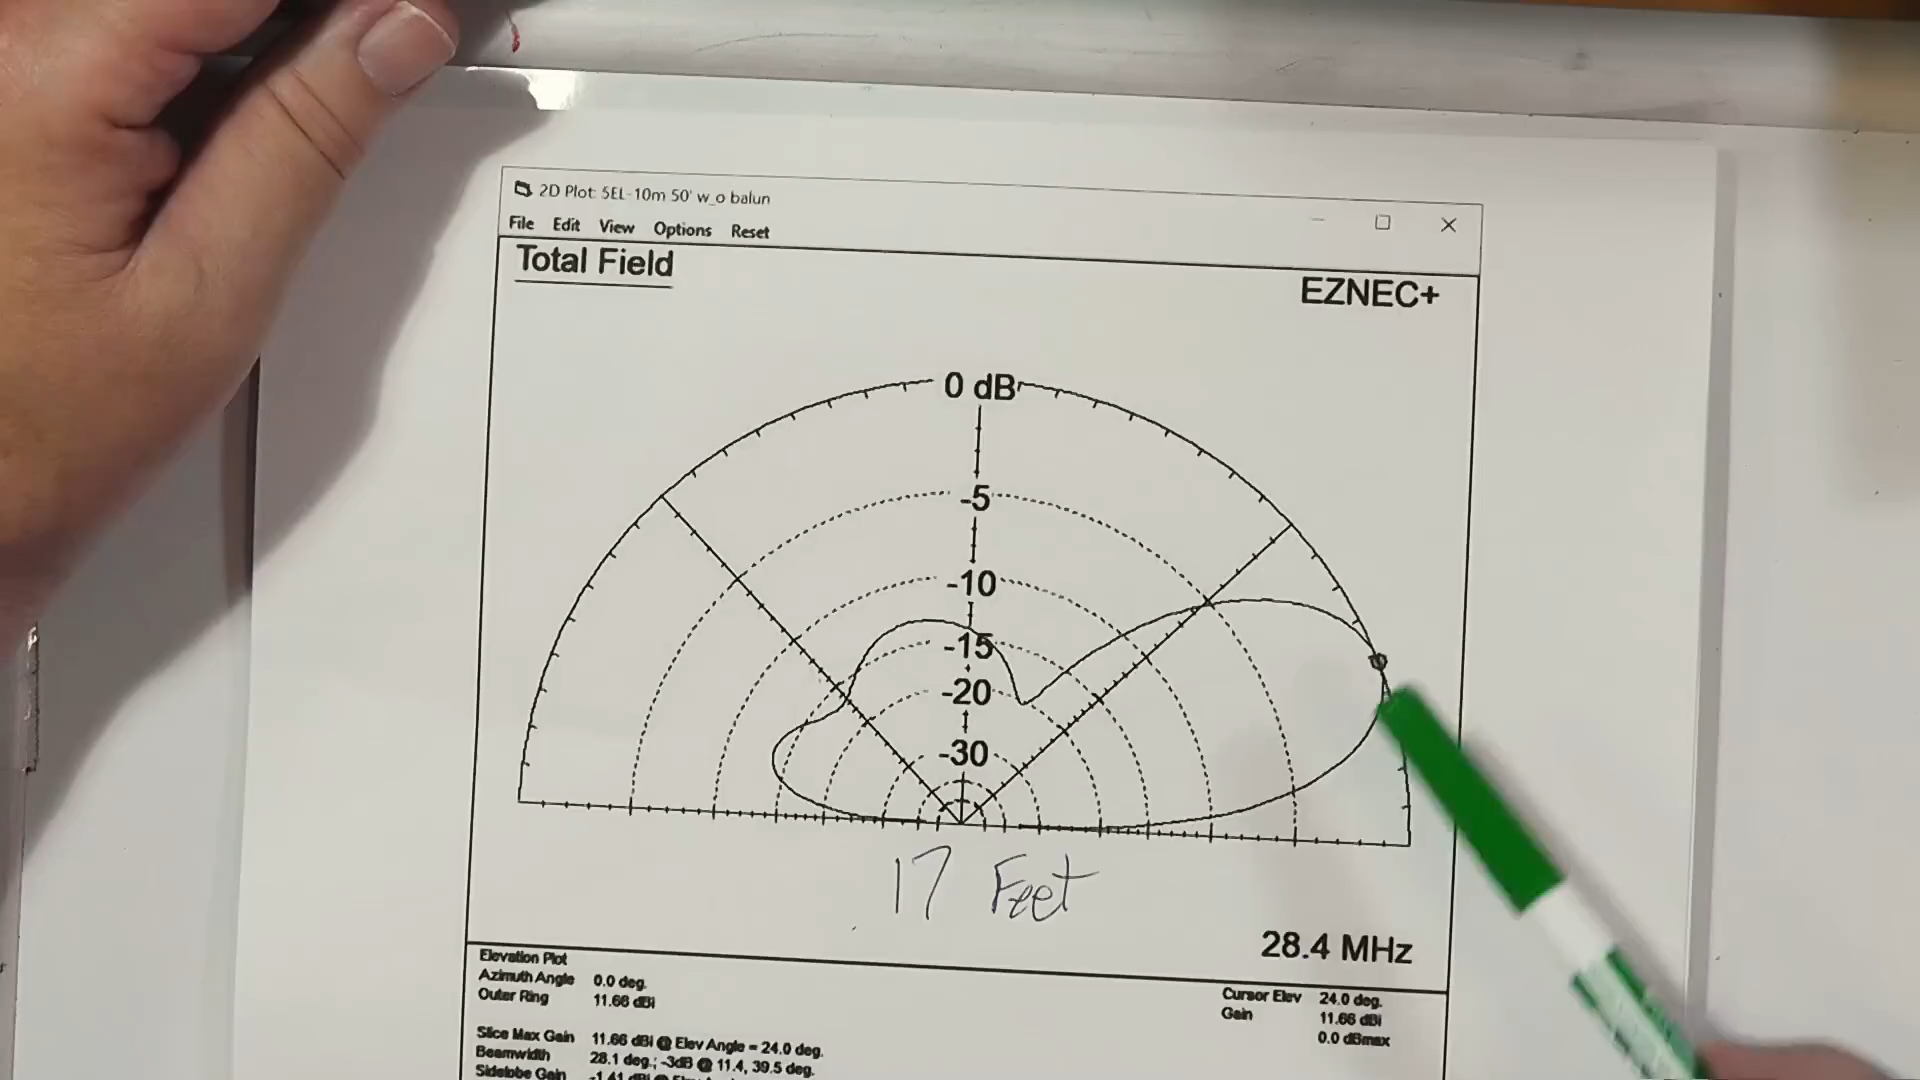 2D Plot: 5EL-10m 50' w_o balun
File Edit View Options Reset
Total Field
EZNEC+
0 dB
-5
-10
-15
-20
-30
17 Feet
28.4 MHz
Elevation Plot
Azimuth Angle 0.0 deg.
Outer Ring 11.66 dBi
Cursor Elev 24.0 deg.
Gain 11.66 dBi
0.0 dBmax
Slice Max Gain 11.66 dBi @ Elev Angle = 24.0 deg.
Beamwidth 28.1 deg.; -3dB @ 11.4, 39.5 deg.
Sidelobe Gain -1.41 dBi @